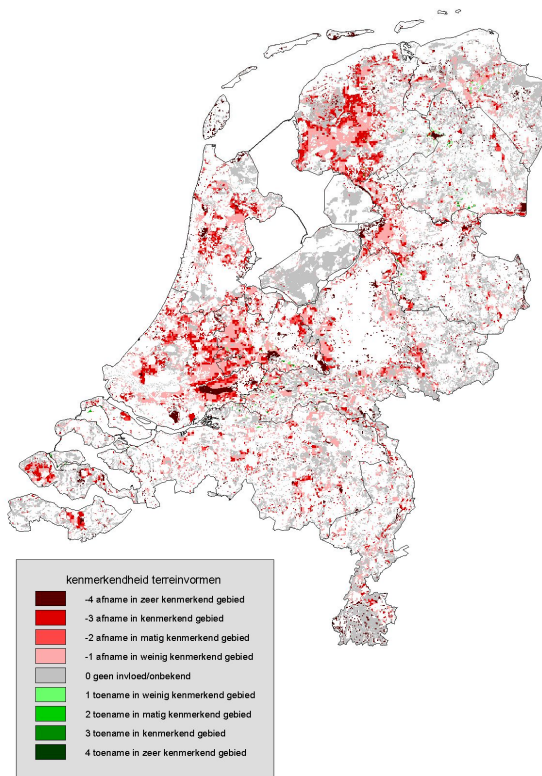 kenmerkendheid terreinvormen
-4 afname in zeer kenmerkend gebied
-3 afname in kenmerkend gebied
-2 afname in matig kenmerkend gebied
-1 afname in weinig kenmerkend gebied
0 geen invloed/onbekend
1 toename in weinig kenmerkend gebied
2 toename in matig kenmerkend gebied
3 toename in kenmerkend gebied
4 toename in zeer kenmerkend gebied